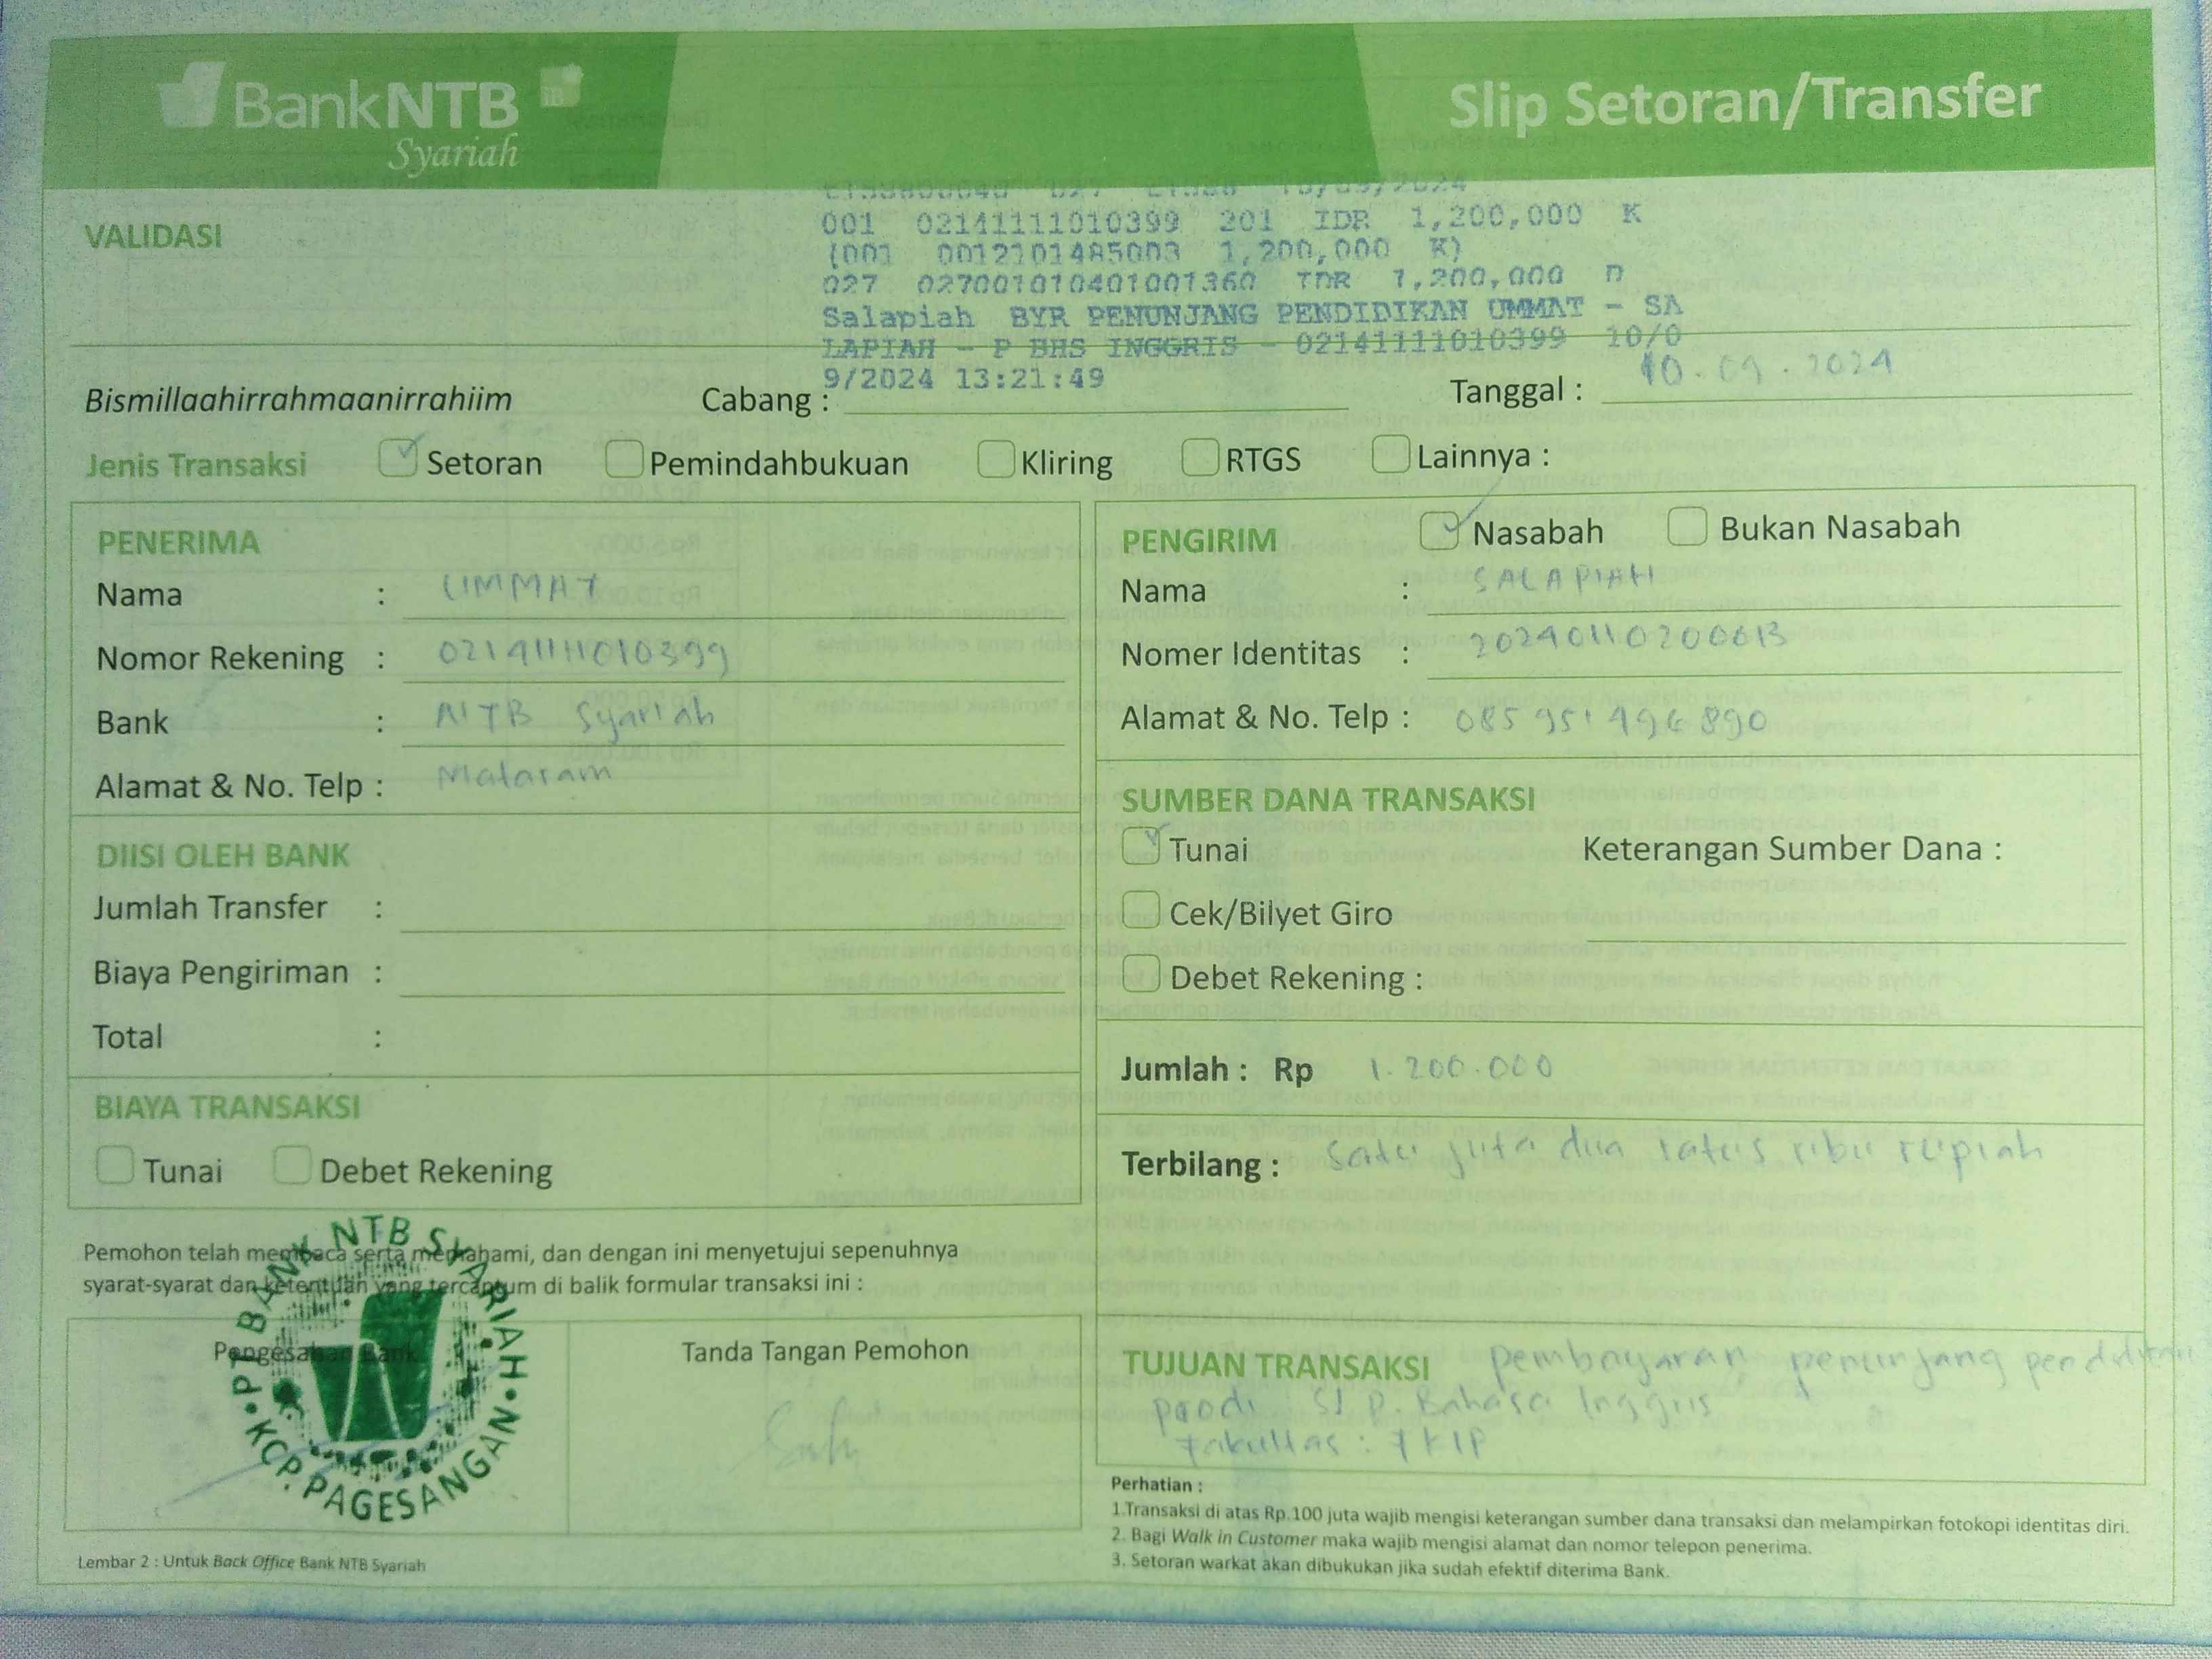 BankNTB
Syariah
Slip Setoran/Transfer
VALIDASI
001 02141111010399 201 IDR 1,200,000 K
(001 0012101485003 1,200,000 K)
027 027001010401001360 IDR 1,200,000 D
Salapiah BYR PENUNJANG PENDIDIKAN UMMAT - SA
LAPIAH - P BHS INGGRIS - 02141111010399 10/0
9/2024 13:21:49
Bismillaahirrahmaanirrahiim Cabang : Tanggal : 10.09.2024
Jenis Transaksi Setoran Pemindahbukuan Kliring RTGS Lainnya :
PENERIMA
Nama : UMMAT
Nomor Rekening : 02141111010399
Bank : NTB Syariah
Alamat & No. Telp : Mataram
DIISI OLEH BANK
Jumlah Transfer :
Biaya Pengiriman :
Total :
BIAYA TRANSAKSI
Tunai Debet Rekening
PENGIRIM Nasabah Bukan Nasabah
Nama : SALAPIAH
Nomer Identitas :
Alamat & No. Telp :
SUMBER DANA TRANSAKSI
Tunai Keterangan Sumber Dana :
Cek/Bilyet Giro
Debet Rekening :
Jumlah : Rp 1.200.000
Terbilang : Satu juta dua ratus ribu rupiah
Pemohon telah membaca serta memahami, dan dengan ini menyetujui sepenuhnya
syarat-syarat dan ketentuan yang tercantum di balik formular transaksi ini :
Pengesahan Bank
PT BANK NTB SYARIAH
KCP. PAGESANGAN
Tanda Tangan Pemohon
TUJUAN TRANSAKSI pembayaran penunjang pendidikan
prodi S1 P. Bahasa Inggris
Fakultas : FKIP
Perhatian :
1.Transaksi di atas Rp.100 juta wajib mengisi keterangan sumber dana transaksi dan melampirkan fotokopi identitas diri.
2. Bagi Walk in Customer maka wajib mengisi alamat dan nomor telepon penerima.
3. Setoran warkat akan dibukukan jika sudah efektif diterima Bank.
Lembar 2 : Untuk Back Office Bank NTB Syariah